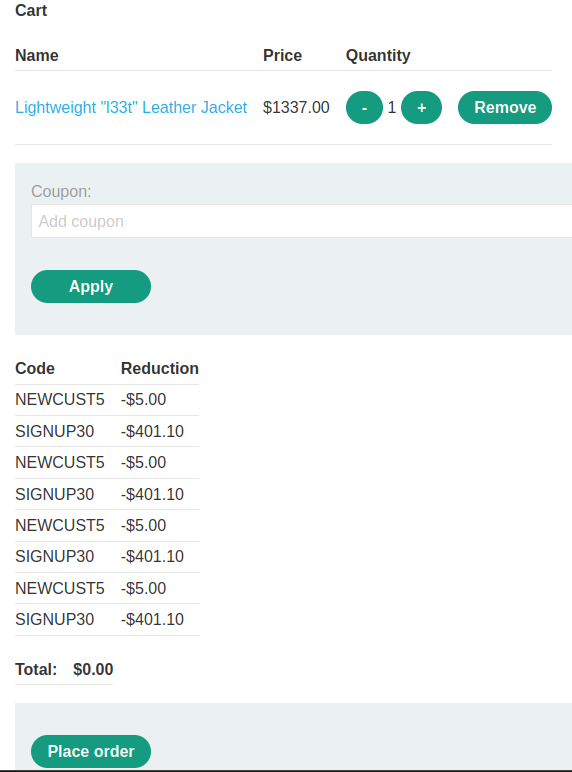 Cart
Name Price Quantity
Lightweight "l33t" Leather Jacket $1337.00 - 1 + Remove
Coupon:
Add coupon
Apply
Code Reduction
NEWCUST5 -$5.00
SIGNUP30 -$401.10
NEWCUST5 -$5.00
SIGNUP30 -$401.10
NEWCUST5 -$5.00
SIGNUP30 -$401.10
NEWCUST5 -$5.00
SIGNUP30 -$401.10
Total: $0.00
Place order